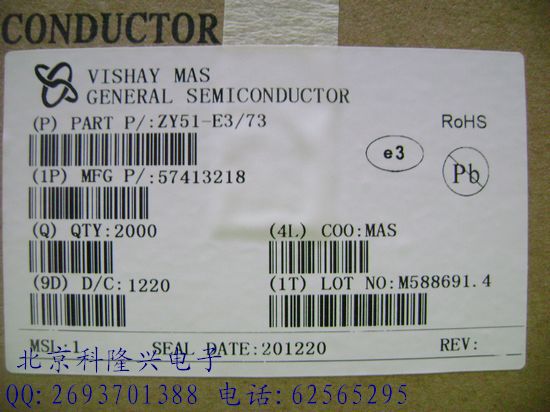 CONDUCTOR
VISHAY MAS
GENERAL SEMICONDUCTOR
(P) PART P/:ZY51-E3/73
RoHS
e3
Pb
(1P) MFG P/:57413218
(Q) QTY:2000
(4L) COO:MAS
(9D) D/C:1220
(1T) LOT NO:M588691.4
MSL:1 SEAL DATE:201220 REV:
北京科隆兴电子
QQ:2693701388 电话:62565295